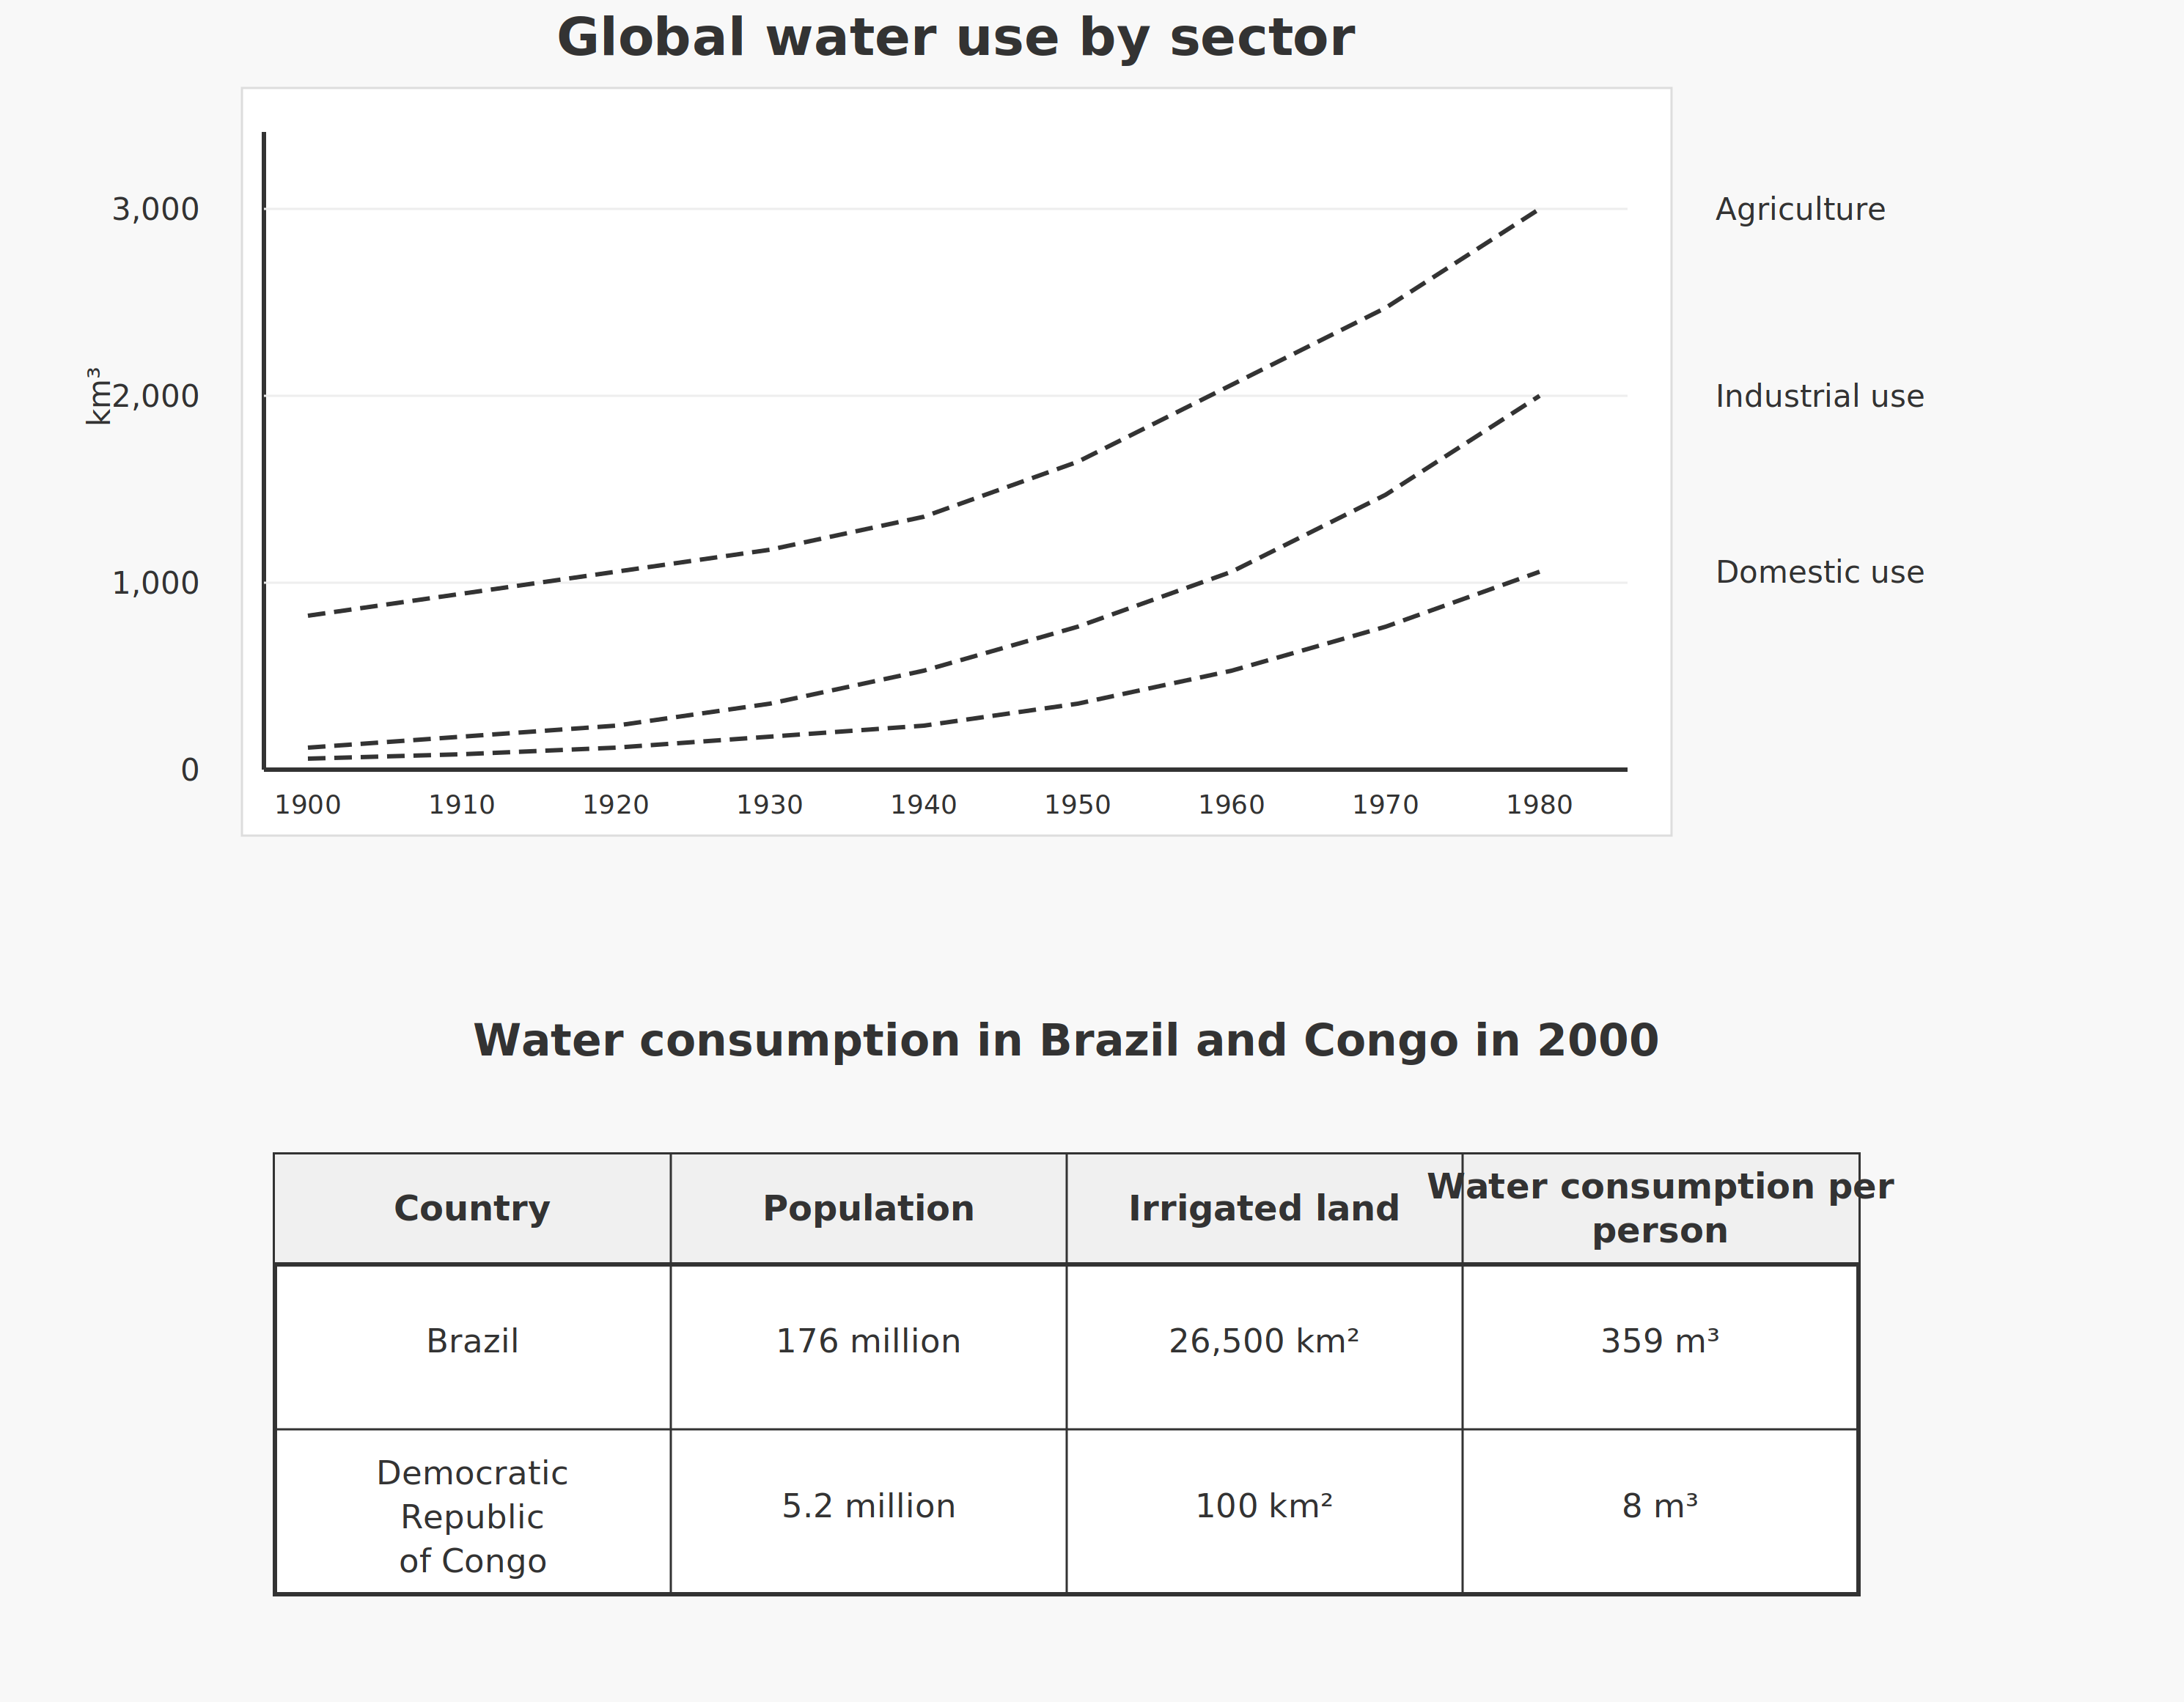 Global water use by sector
3,000
Agriculture
km³
2,000
Industrial use
1,000
Domestic use
0
1900 1910 1920 1930 1940 1950 1960 1970 1980
Water consumption in Brazil and Congo in 2000
Country Population Irrigated land Water consumption per
person
Brazil 176 million 26,500 km² 359 m³
Democratic
Republic
of Congo
5.2 million 100 km² 8 m³